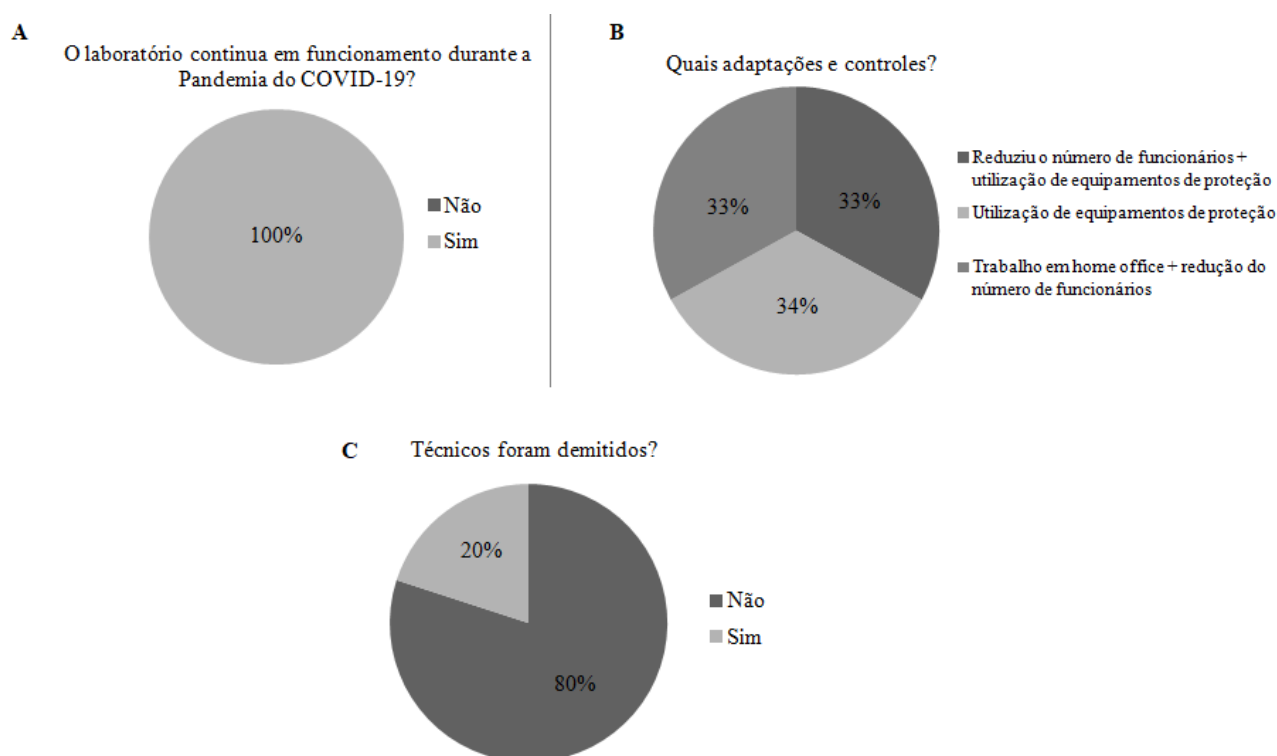 A
O laboratório continua em funcionamento durante a
Pandemia do COVID-19?
100%
Não
Sim
B
Quais adaptações e controles?
33%
33%
34%
Reduziu o número de funcionários +
utilização de equipamentos de proteção
Utilização de equipamentos de proteção
Trabalho em home office + redução do
número de funcionários
C
Técnicos foram demitidos?
20%
80%
Não
Sim